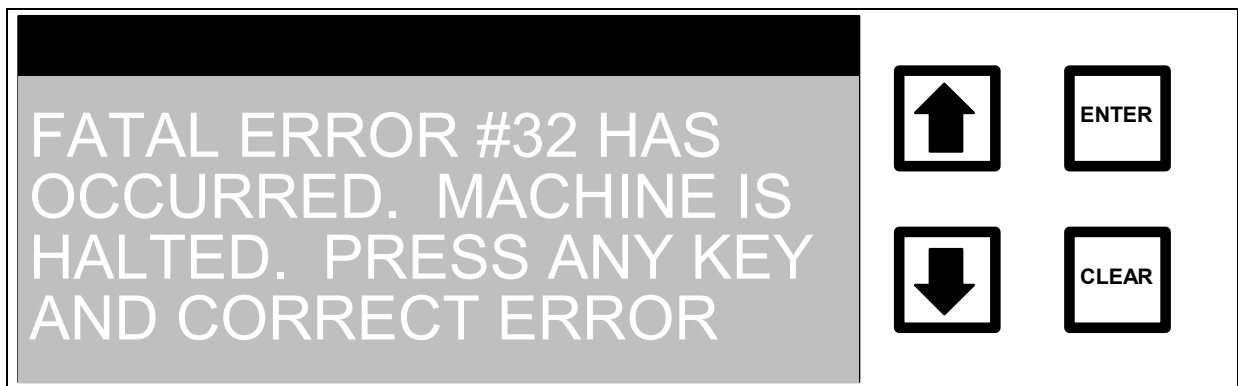 FATAL ERROR #32 HAS
OCCURRED.  MACHINE IS
HALTED.  PRESS ANY KEY
AND CORRECT ERROR
ENTER
CLEAR